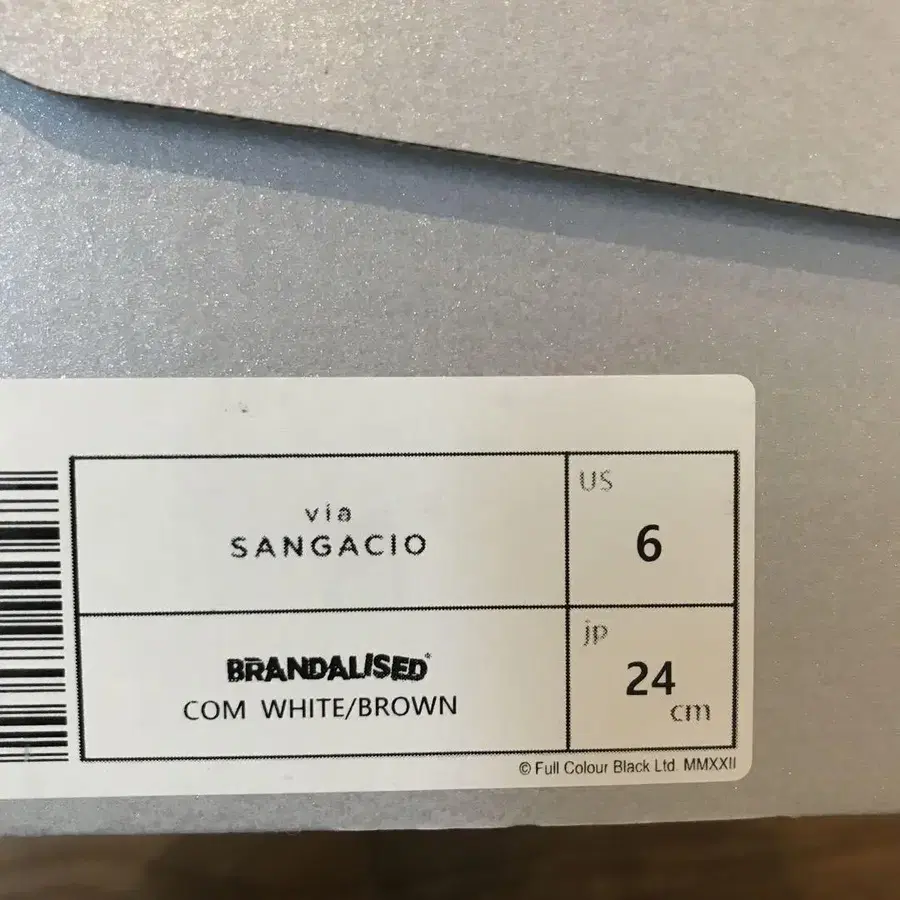 via
SANGACIO
US
6
BRANDALISED®
COM WHITE/BROWN
jp
24
cm
© Full Colour Black Ltd. MMXXII